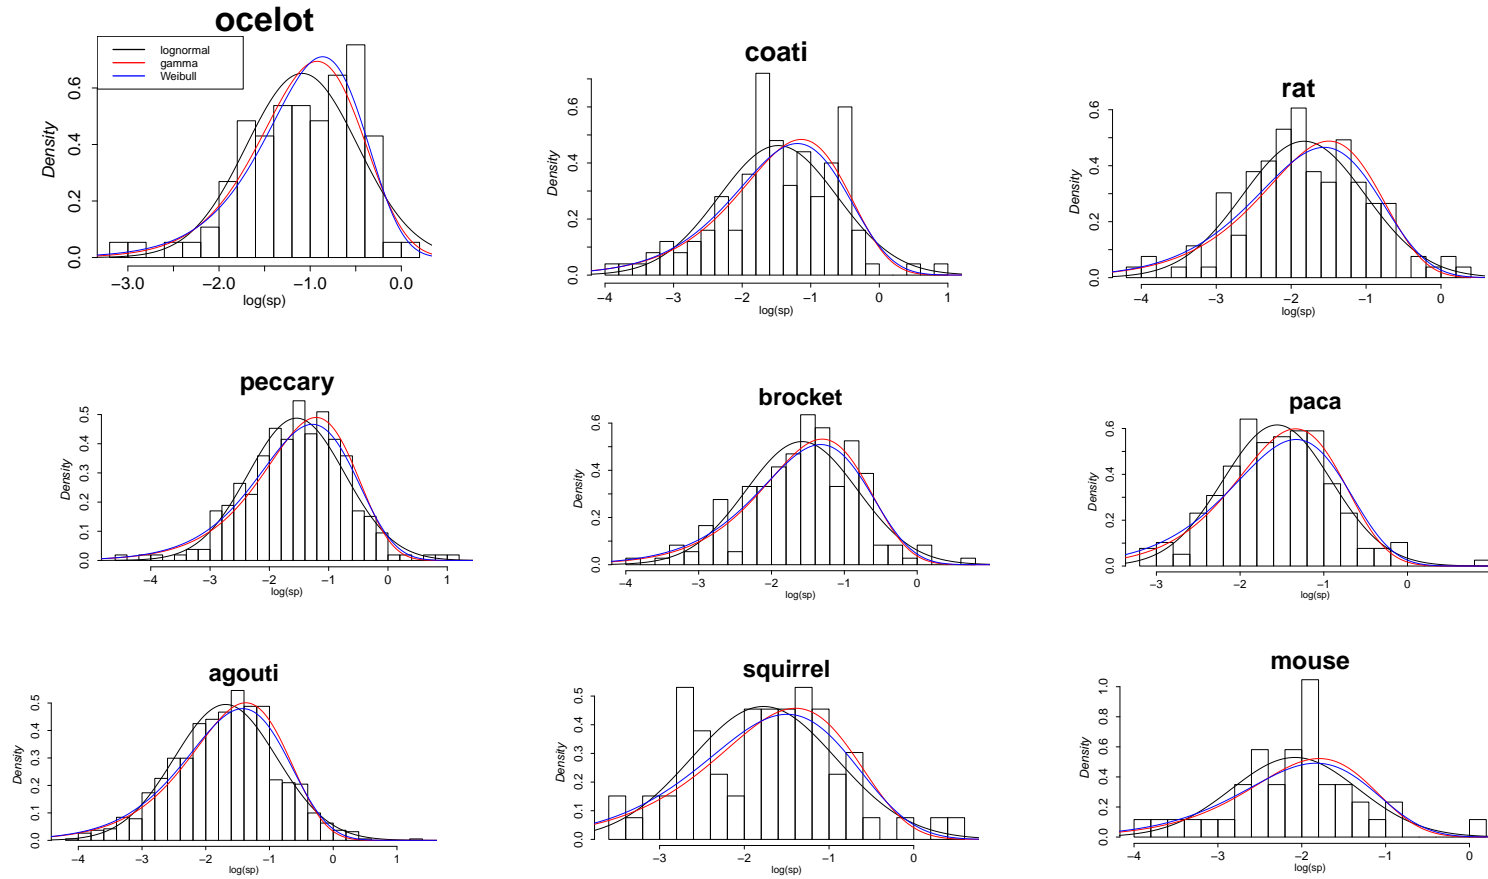 ocelot
lognormal
gamma
Weibull
Density
0.0 0.2 0.4 0.6
−3.0 −2.0 −1.0 0.0
log(sp)
coati
Density
0.0 0.2 0.4 0.6
−4 −3 −2 −1 0 1
log(sp)
rat
Density
0.0 0.2 0.4 0.6
−4 −3 −2 −1 0
log(sp)
peccary
Density
0.0 0.1 0.2 0.3 0.4 0.5
−4 −3 −2 −1 0 1
log(sp)
brocket
Density
0.0 0.2 0.4 0.6
−4 −3 −2 −1 0
log(sp)
paca
Density
0.0 0.2 0.4 0.6
−3 −2 −1 0
log(sp)
agouti
Density
0.0 0.1 0.2 0.3 0.4 0.5
−4 −3 −2 −1 0 1
log(sp)
squirrel
Density
0.0 0.1 0.2 0.3 0.4 0.5
−3 −2 −1 0
log(sp)
mouse
Density
0.0 0.2 0.4 0.6 0.8 1.0
−4 −3 −2 −1 0
log(sp)